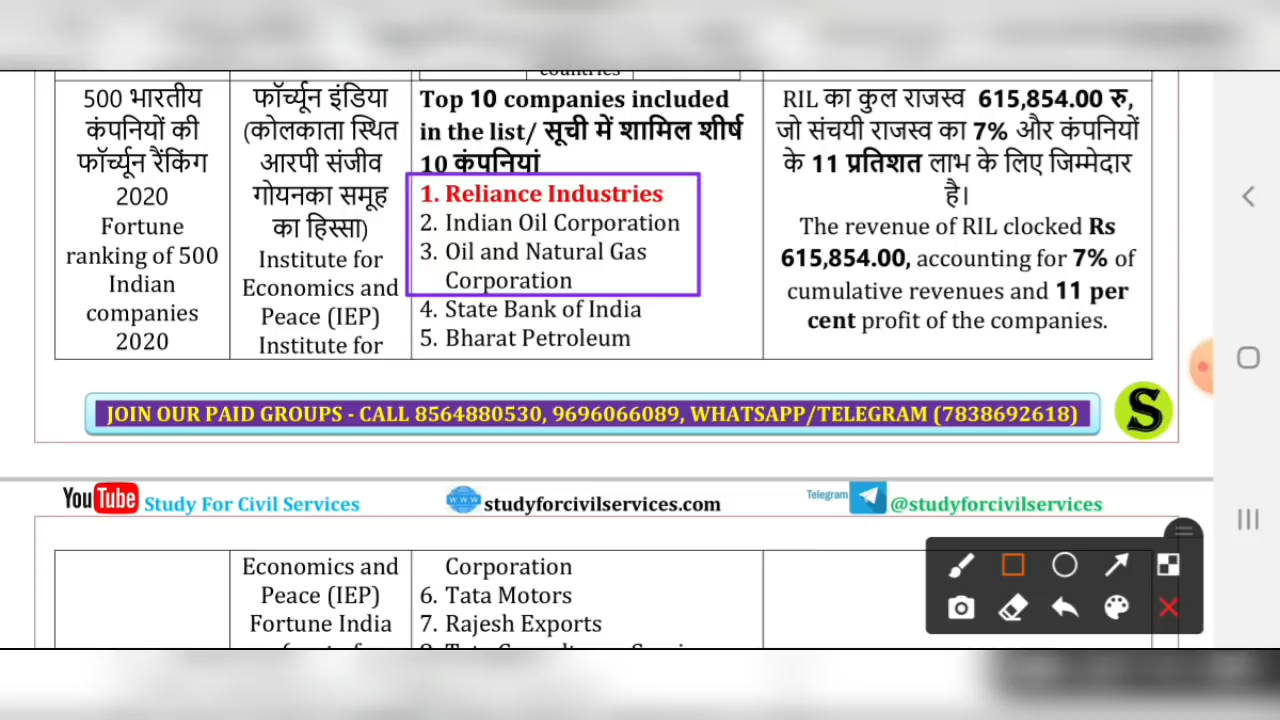 countries
500 भारतीय
कंपनियों की
फॉर्च्यून रैंकिंग
2020
Fortune
ranking of 500
Indian
companies
2020
फॉर्च्यून इंडिया
(कोलकाता स्थित
आरपी संजीव
गोयनका समूह
का हिस्सा)
Institute for
Economics and
Peace (IEP)
Institute for
Top 10 companies included
in the list/ सूची में शामिल शीर्ष
10 कंपनियां
1. Reliance Industries
2. Indian Oil Corporation
3. Oil and Natural Gas
Corporation
4. State Bank of India
5. Bharat Petroleum
RIL का कुल राजस्व 615,854.00 रु,
जो संचयी राजस्व का 7% और कंपनियों
के 11 प्रतिशत लाभ के लिए जिम्मेदार
है।
The revenue of RIL clocked Rs
615,854.00, accounting for 7% of
cumulative revenues and 11 per
cent profit of the companies.
JOIN OUR PAID GROUPS - CALL 8564880530, 9696066089, WHATSAPP/TELEGRAM (7838692618)
S
YouTube Study For Civil Services
www studyforcivilservices.com
Telegram @studyforcivilservices
Economics and
Peace (IEP)
Fortune India
Corporation
6. Tata Motors
7. Rajesh Exports